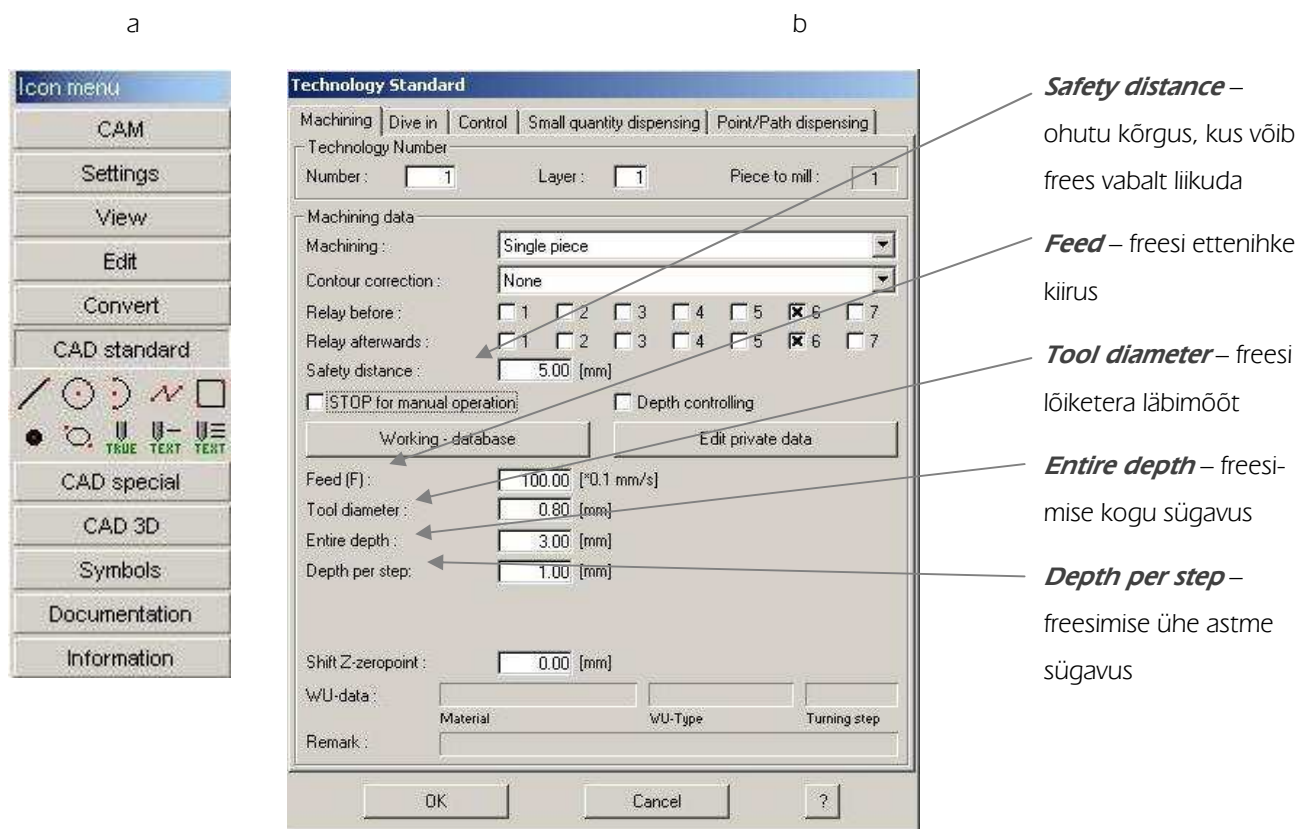 a
b
Icon menu
CAM
Settings
View
Edit
Convert
CAD standard
TRUE TEXT TEXT
CAD special
CAD 3D
Symbols
Documentation
Information
Technology Standard
Machining Dive in Control Small quantity dispensing Point/Path dispensing
Technology Number
Number : 1 Layer : 1 Piece to mill : 1
Machining data
Machining : Single piece
Contour correction : None
Relay before : 1 2 3 4 5 6 7
Relay afterwards : 1 2 3 4 5 6 7
Safety distance : 5.00 [mm]
STOP for manual operation Depth controlling
Working - database Edit private data
Feed (F) : 100.00 [*0.1 mm/s]
Tool diameter : 0.80 [mm]
Entire depth : 3.00 [mm]
Depth per step: 1.00 [mm]
Shift Z-zeropoint : 0.00 [mm]
WU-data :
Material WU-Type Turning step
Remark :
OK Cancel ?
Safety distance –
ohutu kõrgus, kus võib
frees vabalt liikuda
Feed – freesi ettenihke
kiirus
Tool diameter – freesi
lõiketera läbimõõt
Entire depth – freesi-
mise kogu sügavus
Depth per step –
freesimise ühe astme
sügavus